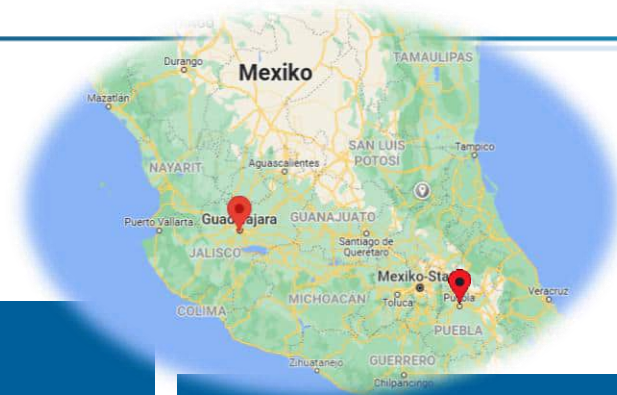 TAMAULIPAS
Durango
Mexiko
Mazatlán
SAN LUIS
POTOSÍ
Tampico
NAYARIT
Aguascalientes
Puerto Vallarta
Guadalajara
GUANAJUATO
Santiago de
Querétaro
JALISCO
Mexiko-Stadt
MICHOACÁN
Toluca
Puebla
Veracruz
COLIMA
PUEBLA
Zihuatanejo
GUERRERO
Chilpancingo